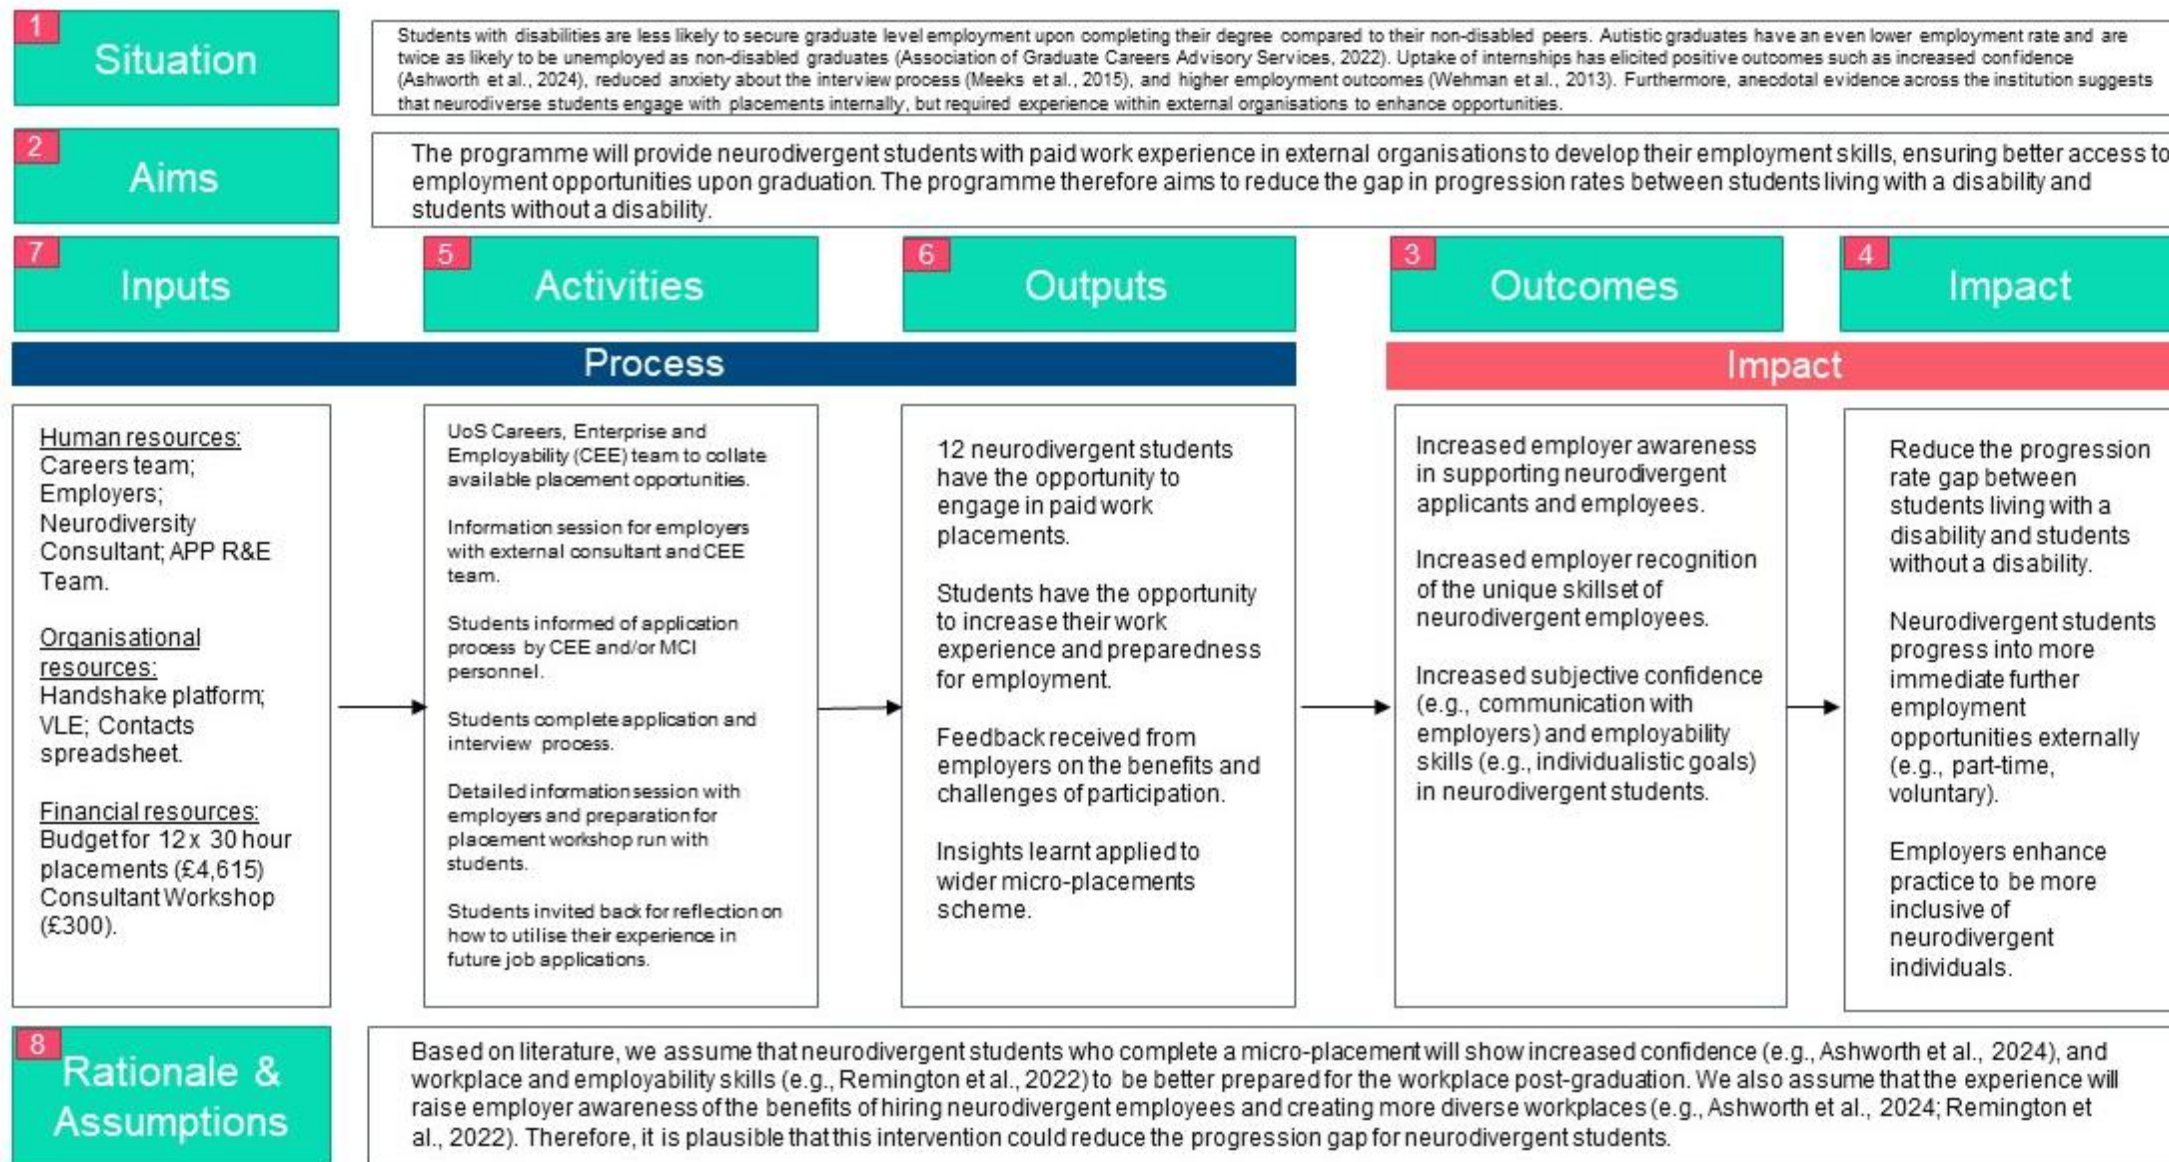 1
Situation
Students with disabilities are less likely to secure graduate level employment upon completing their degree compared to their non-disabled peers. Autistic graduates have an even lower employment rate and are
twice as likely to be unemployed as non-disabled graduates (Association of Graduate Careers Advisory Services, 2022). Uptake of internships has elicited positive outcomes such as increased confidence
(Ashworth et al., 2024), reduced anxiety about the interview process (Meeks et al., 2015), and higher employment outcomes (Wehman et al., 2013). Furthermore, anecdotal evidence across the institution suggests
that neurodiverse students engage with placements internally, but required experience within external organisations to enhance opportunities.
2
Aims
The programme will provide neurodivergent students with paid work experience in external organisations to develop their employment skills, ensuring better access to
employment opportunities upon graduation. The programme therefore aims to reduce the gap in progression rates between students living with a disability and
students without a disability.
7
Inputs
5
Activities
6
Outputs
3
Outcomes
4
Impact
Process
Impact
Human resources:
Careers team;
Employers;
Neurodiversity
Consultant; APP R&E
Team.
Organisational
resources:
Handshake platform;
VLE; Contacts
spreadsheet.
Financial resources:
Budget for 12 x 30 hour
placements (£4,615)
Consultant Workshop
(£300).
UoS Careers, Enterprise and
Employability (CEE) team to collate
available placement opportunities.
Information session for employers
with external consultant and CEE
team.
Students informed of application
process by CEE and/or MCI
personnel.
Students complete application and
interview process.
Detailed information session with
employers and preparation for
placement workshop run with
students.
Students invited back for reflection on
how to utilise their experience in
future job applications.
12 neurodivergent students
have the opportunity to
engage in paid work
placements.
Students have the opportunity
to increase their work
experience and preparedness
for employment.
Feedback received from
employers on the benefits and
challenges of participation.
Insights learnt applied to
wider micro-placements
scheme.
Increased employer awareness
in supporting neurodivergent
applicants and employees.
Increased employer recognition
of the unique skillset of
neurodivergent employees.
Increased subjective confidence
(e.g., communication with
employers) and employability
skills (e.g., individualistic goals)
in neurodivergent students.
Reduce the progression
rate gap between
students living with a
disability and students
without a disability.
Neurodivergent students
progress into more
immediate further
employment
opportunities externally
(e.g., part-time,
voluntary).
Employers enhance
practice to be more
inclusive of
neurodivergent
individuals.
8
Rationale &
Assumptions
Based on literature, we assume that neurodivergent students who complete a micro-placement will show increased confidence (e.g., Ashworth et al., 2024), and
workplace and employability skills (e.g., Remington et al., 2022) to be better prepared for the workplace post-graduation. We also assume that the experience will
raise employer awareness of the benefits of hiring neurodivergent employees and creating more diverse workplaces (e.g., Ashworth et al., 2024; Remington et
al., 2022). Therefore, it is plausible that this intervention could reduce the progression gap for neurodivergent students.